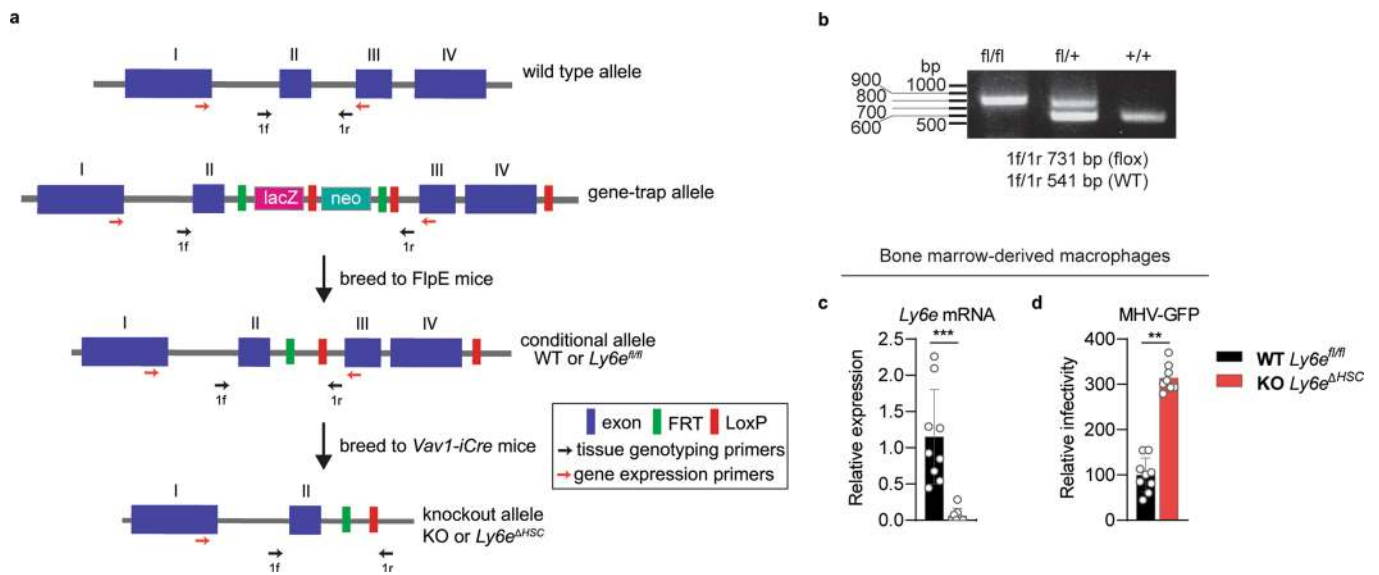 a
I II III IV
wild type allele
1f 1r
I II III IV
lacZ neo
gene-trap allele
1f 1r
breed to FlpE mice
I II III IV
conditional allele
WT or Ly6e^fl/fl
1f 1r
breed to Vav1-iCre mice
exon FRT LoxP
tissue genotyping primers
gene expression primers
I II
knockout allele
KO or Ly6e^ΔHSC
1f 1r
b
fl/fl fl/+ +/+
bp
900 1000
800
700
600 500
1f/1r 731 bp (flox)
1f/1r 541 bp (WT)
Bone marrow-derived macrophages
c
Ly6e mRNA
***
Relative expression
2.5
2.0
1.5
1.0
0.5
0.0
d
MHV-GFP
**
Relative infectivity
400
300
200
100
0
WT Ly6e^fl/fl
KO Ly6e^ΔHSC